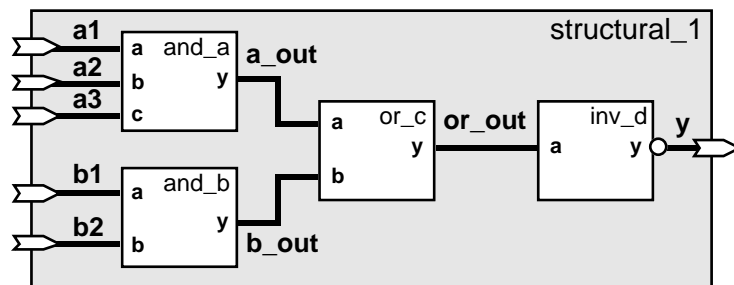 structural_1
a1
a2
a3
and_a
a
b
c
y
a_out
b1
b2
and_b
a
b
y
b_out
or_c
a
b
y
or_out
inv_d
a
y
y